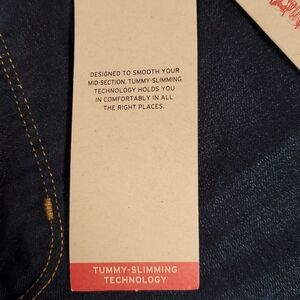 DESIGNED TO SMOOTH YOUR
MID-SECTION, TUMMY-SLIMMING
TECHNOLOGY HOLDS YOU
IN COMFORTABLY IN ALL
THE RIGHT PLACES.
TUMMY-SLIMMING
TECHNOLOGY